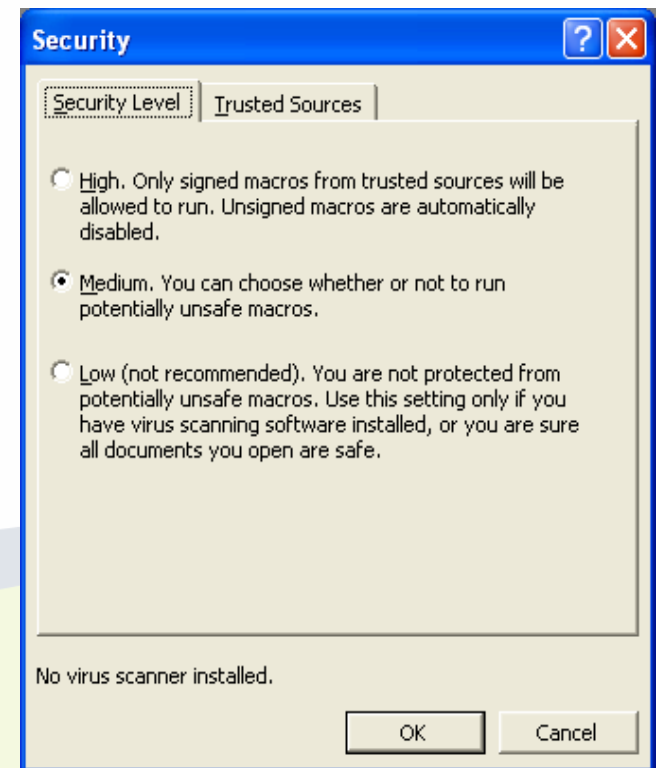 Security
Security Level
Trusted Sources
High. Only signed macros from trusted sources will be
allowed to run. Unsigned macros are automatically
disabled.
Medium. You can choose whether or not to run
potentially unsafe macros.
Low (not recommended). You are not protected from
potentially unsafe macros. Use this setting only if you
have virus scanning software installed, or you are sure
all documents you open are safe.
No virus scanner installed.
OK
Cancel